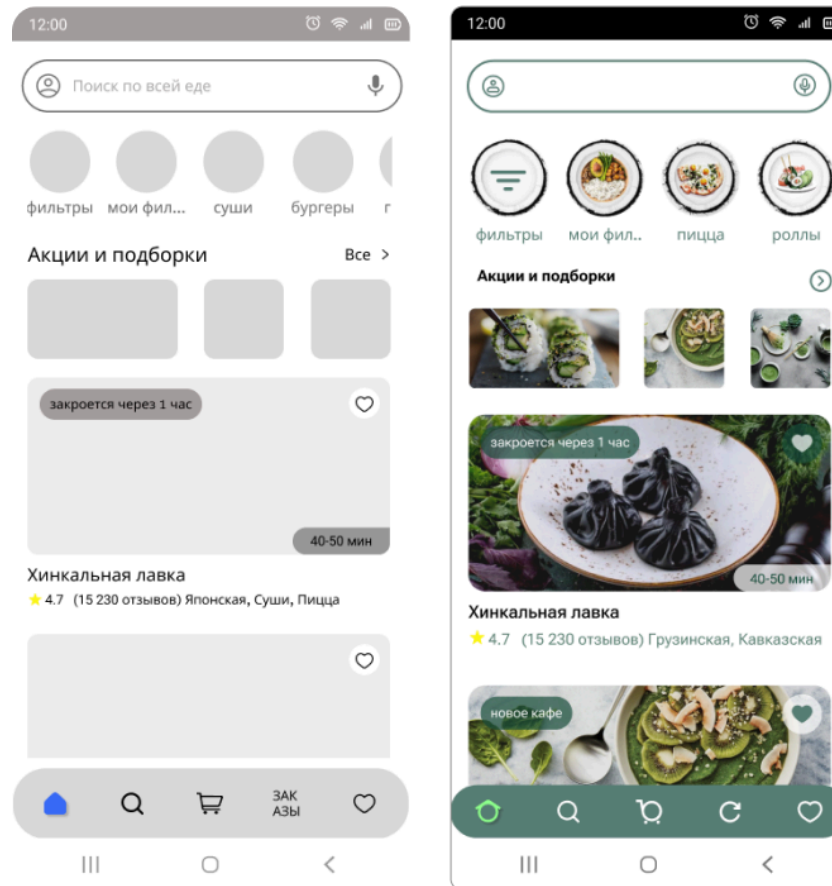 12:00
Поиск по всей еде
фильтры мои фил... суши бургеры г
Акции и подборки Все >
закроется через 1 час
40-50 мин
Хинкальная лавка
4.7 (15 230 отзывов) Японская, Суши, Пицца
ЗАК
АЗЫ
12:00
фильтры мои фил.. пицца роллы
Акции и подборки
закроется через 1 час
40-50 мин
Хинкальная лавка
4.7 (15 230 отзывов) Грузинская, Кавказская
новое кафе